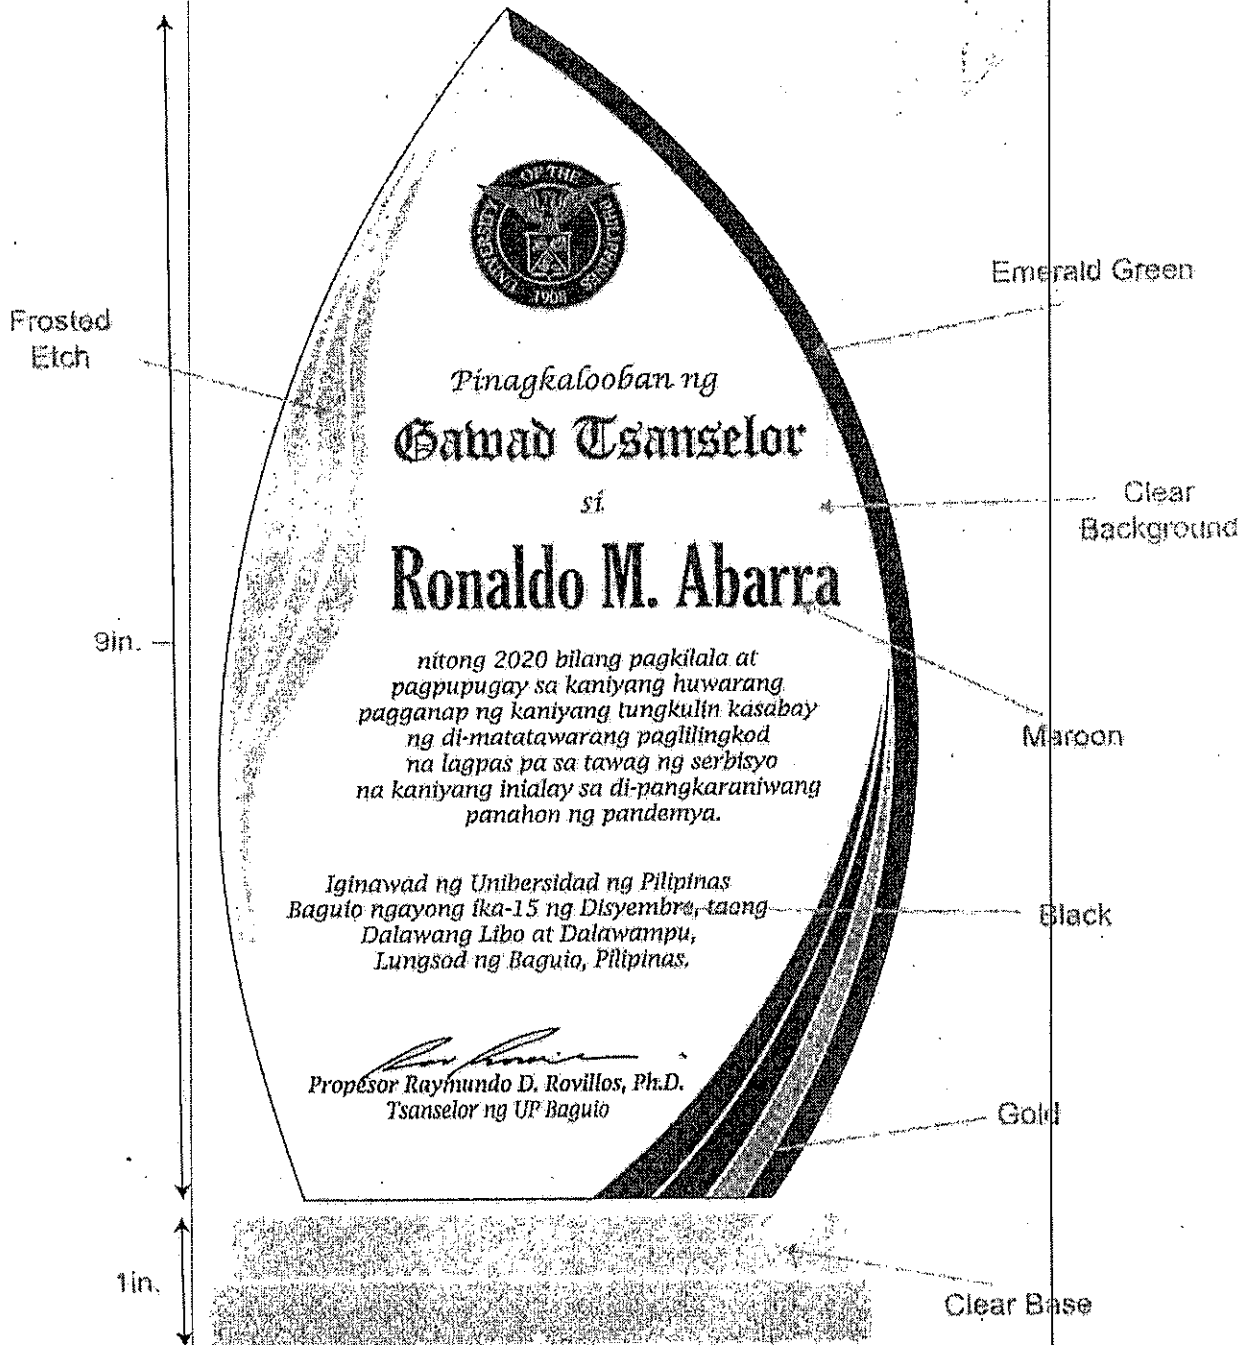 UNIVERSITY OF THE PHILIPPINES
1908
Pinagkalooban ng
Gawad Tsanselor
si
Ronaldo M. Abarra
nitong 2020 bilang pagkilala at
pagpupugay sa kaniyang huwarang
pagganap ng kaniyang tungkulin kasabay
ng di-matatawarang paglilingkod
na lagpas pa sa tawag ng serbisyo
na kaniyang inialay sa di-pangkaraniwang
panahon ng pandemya.
Iginawad ng Unibersidad ng Pilipinas
Baguio ngayong ika-15 ng Disyembre, taong
Dalawang Libo at Dalawampu,
Lungsod ng Baguio, Pilipinas.
Propesor Raymundo D. Rovillos, Ph.D.
Tsanselor ng UP Baguio
Frosted
Etch
9in.
1in.
Emerald Green
Clear
Background
Maroon
Black
Gold
Clear Base